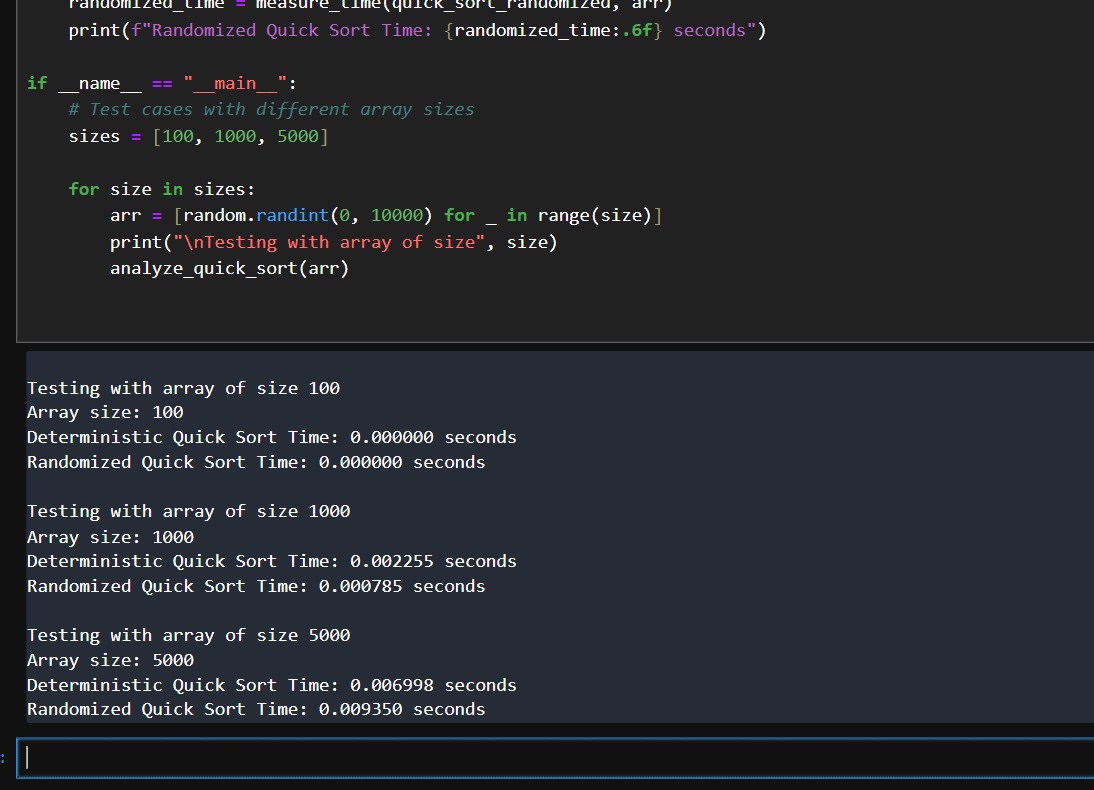 randomized_time = measure_time(quick_sort_randomized, arr)
print(f"Randomized Quick Sort Time: {randomized_time:.6f} seconds")
if __name__ == "__main__":
# Test cases with different array sizes
sizes = [100, 1000, 5000]
for size in sizes:
arr = [random.randint(0, 10000) for _ in range(size)]
print("\nTesting with array of size", size)
analyze_quick_sort(arr)
Testing with array of size 100
Array size: 100
Deterministic Quick Sort Time: 0.000000 seconds
Randomized Quick Sort Time: 0.000000 seconds
Testing with array of size 1000
Array size: 1000
Deterministic Quick Sort Time: 0.002255 seconds
Randomized Quick Sort Time: 0.000785 seconds
Testing with array of size 5000
Array size: 5000
Deterministic Quick Sort Time: 0.006998 seconds
Randomized Quick Sort Time: 0.009350 seconds
: